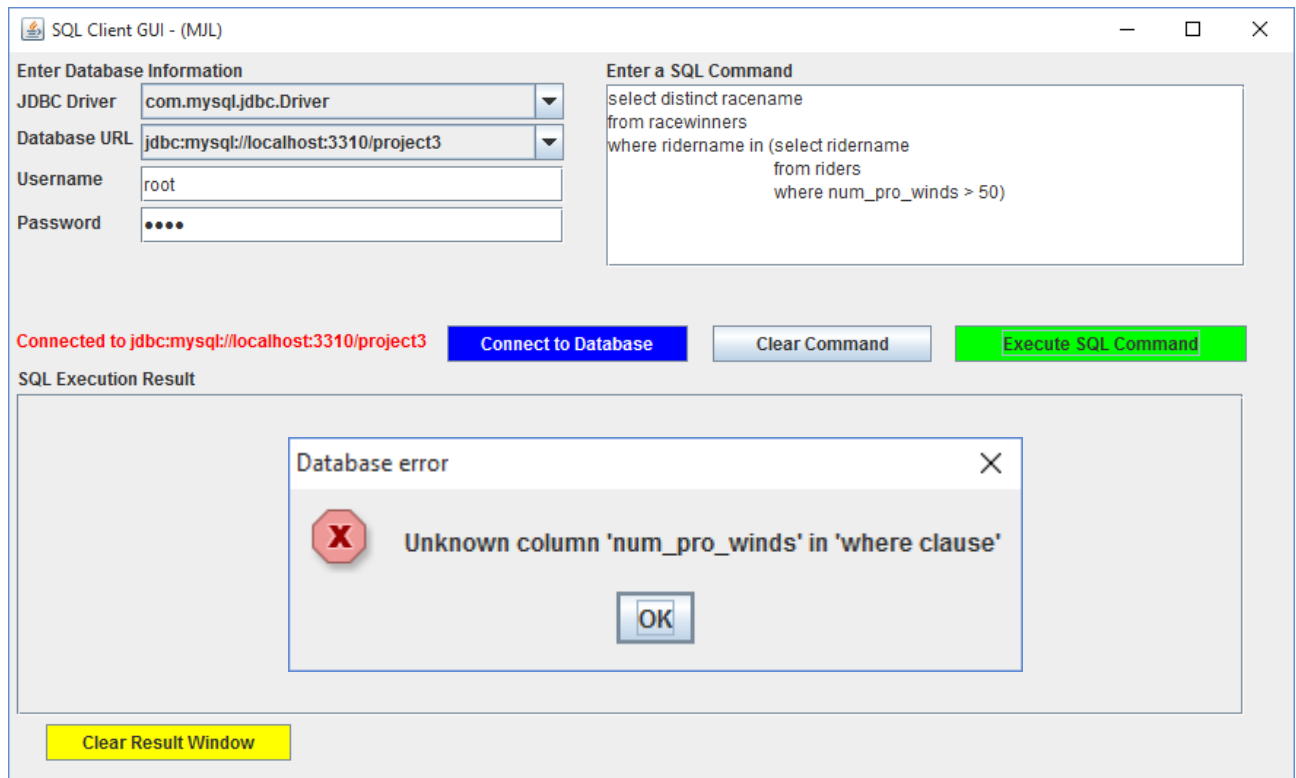 SQL Client GUI - (MJL)
Enter Database Information
JDBC Driver
com.mysql.jdbc.Driver
Database URL
jdbc:mysql://localhost:3310/project3
Username
root
Password
••••
Enter a SQL Command
select distinct racename
from racewinners
where ridername in (select ridername
from riders
where num_pro_winds > 50)
Connected to jdbc:mysql://localhost:3310/project3
Connect to Database
Clear Command
Execute SQL Command
SQL Execution Result
Database error
Unknown column 'num_pro_winds' in 'where clause'
OK
Clear Result Window